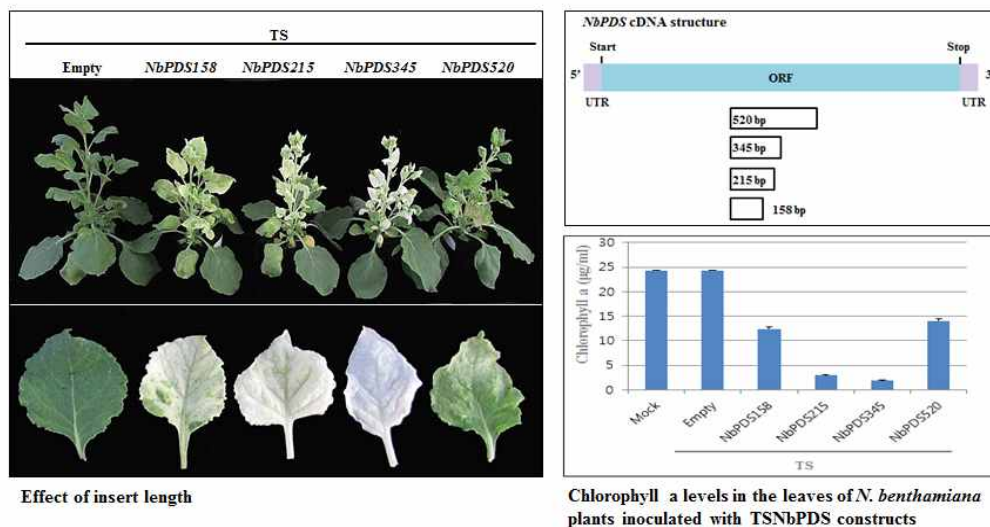 TS
Empty NbPDS158 NbPDS215 NbPDS345 NbPDS520
Effect of insert length
NbPDS cDNA structure
Start Stop
5’ ORF 3
UTR UTR
520 bp
345 bp
215 bp
158 bp
Chlorophyll a (µg/ml)
30
25
20
15
10
5
0
Mock Empty NbPDS158 NbPDS215 NbPDS345 NbPDS520
TS
Chlorophyll a levels in the leaves of N. benthamiana
plants inoculated with TSNbPDS constructs